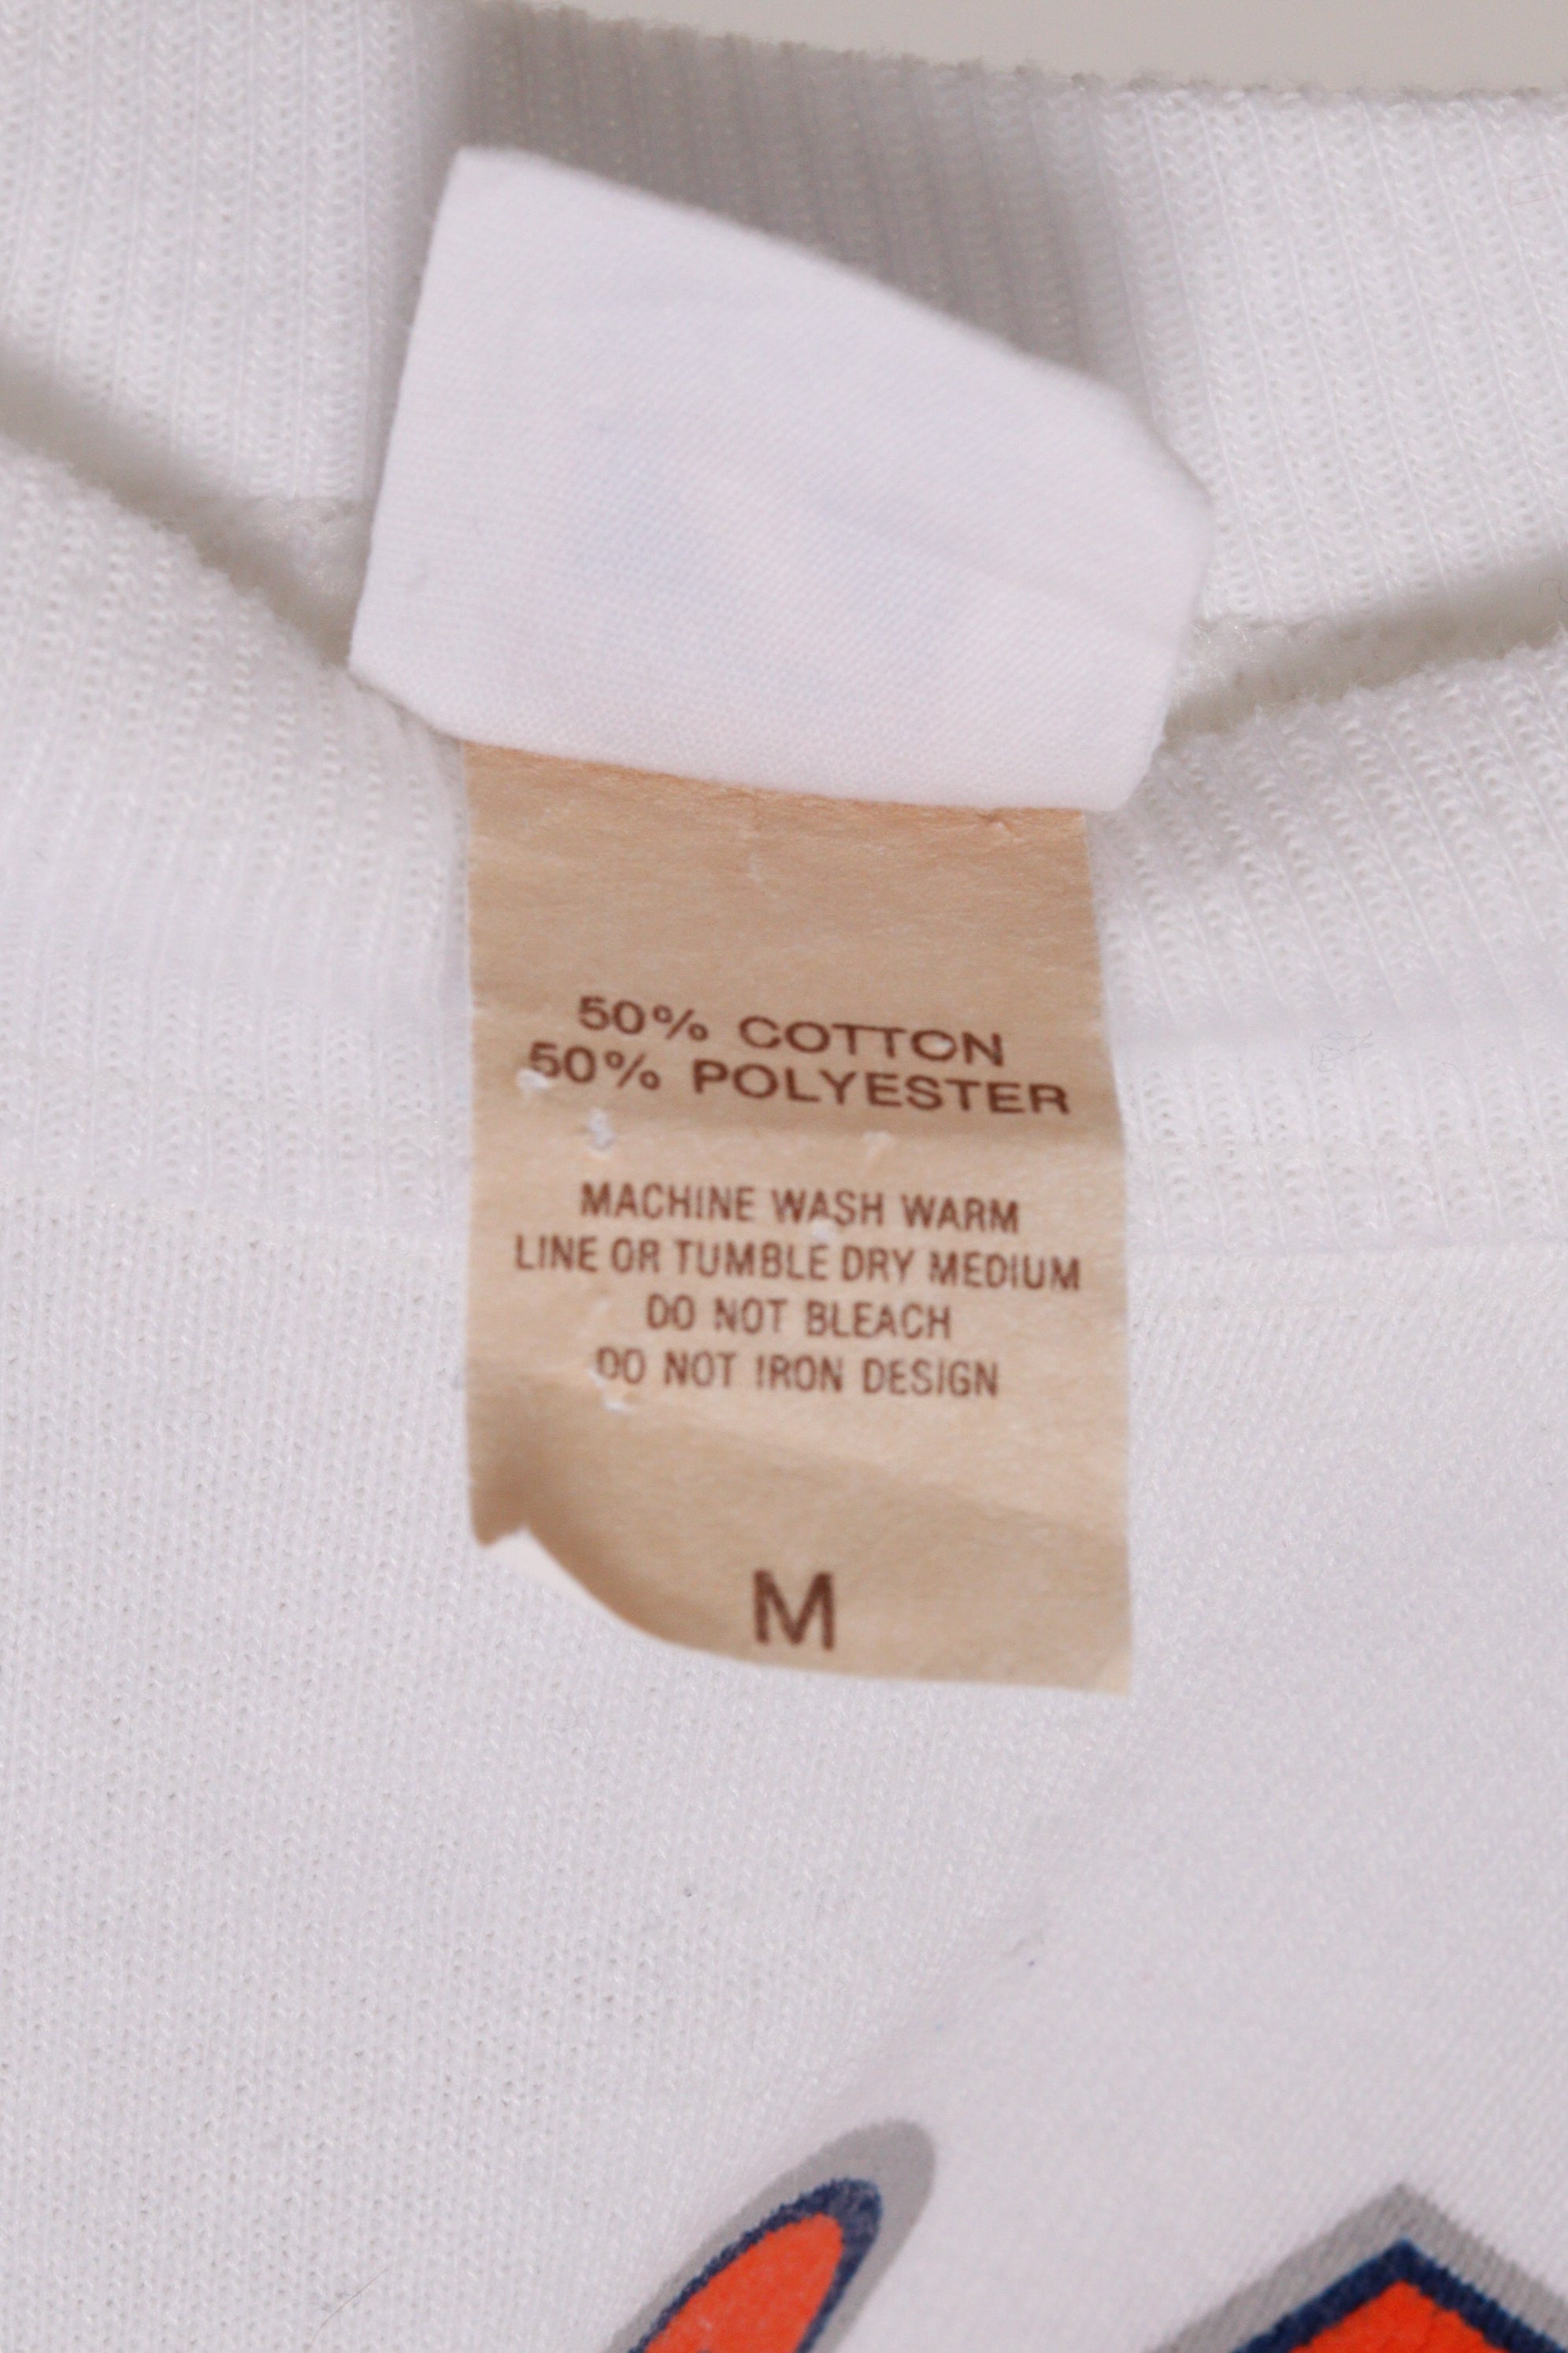 50% COTTON
50% POLYESTER
MACHINE WASH WARM
LINE OR TUMBLE DRY MEDIUM
DO NOT BLEACH
DO NOT IRON DESIGN
M